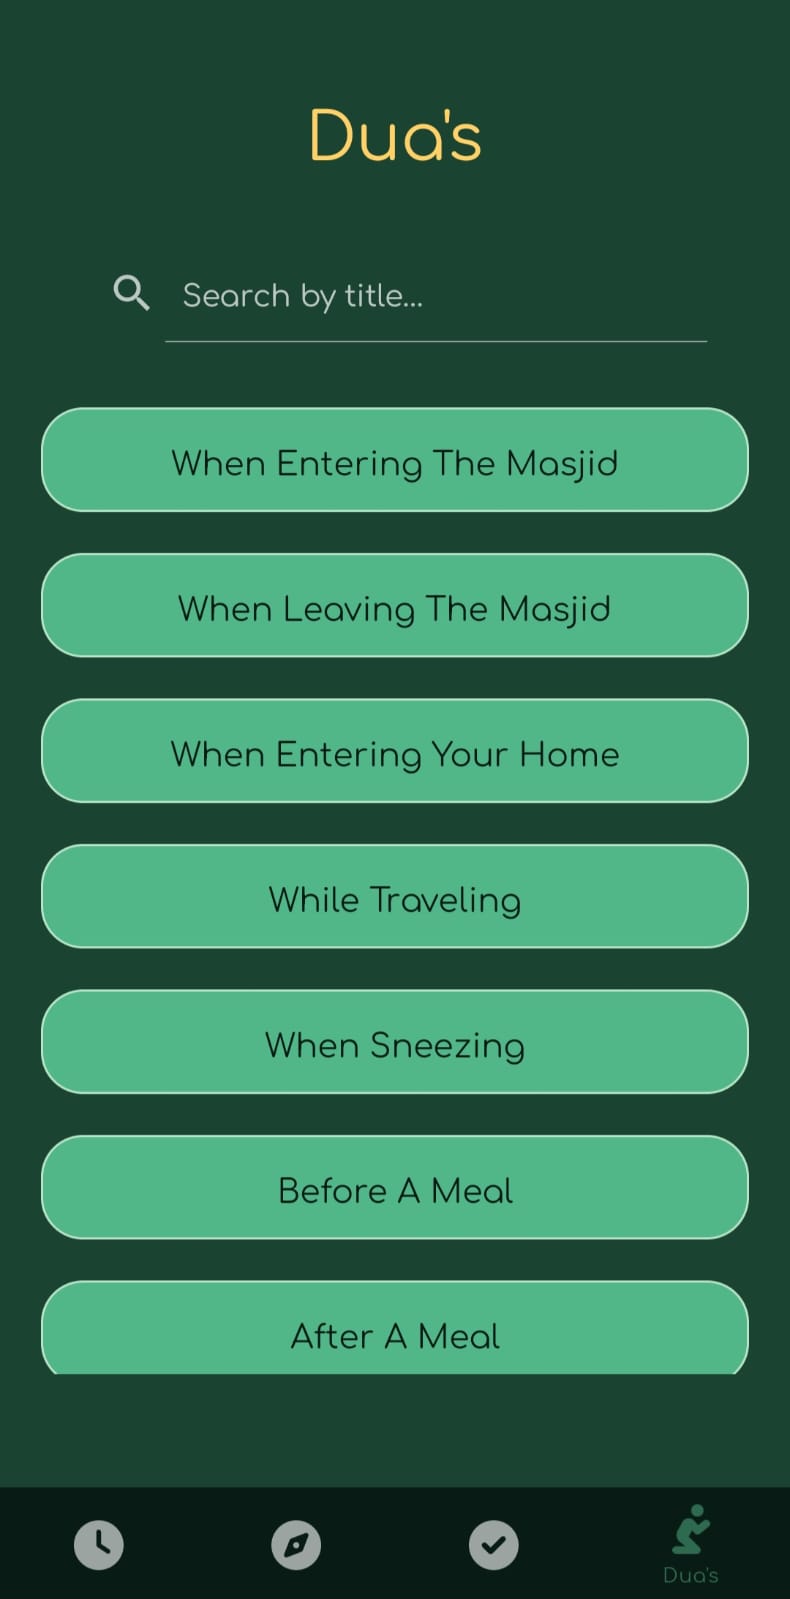 Dua's
Search by title...
When Entering The Masjid
When Leaving The Masjid
When Entering Your Home
While Traveling
When Sneezing
Before A Meal
After A Meal
Dua's